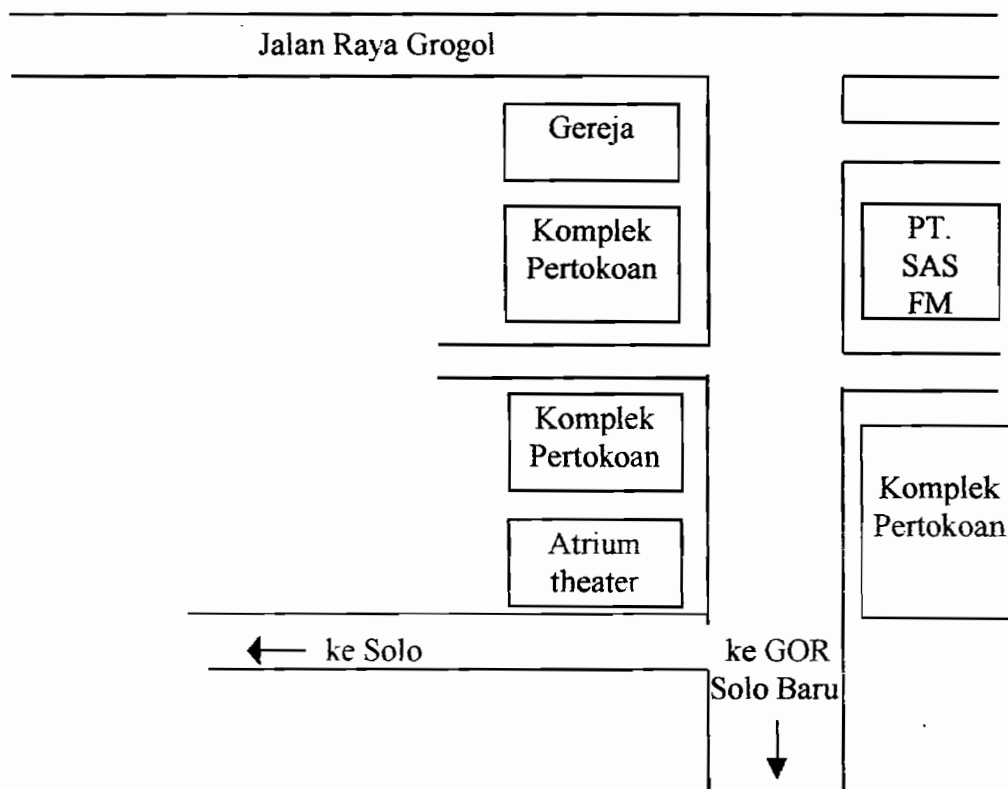 Jalan Raya Grogol
Gereja
Komplek
Pertokoan
PT.
SAS
FM
Komplek
Pertokoan
Atrium
theater
Komplek
Pertokoan
ke Solo
ke GOR
Solo Baru